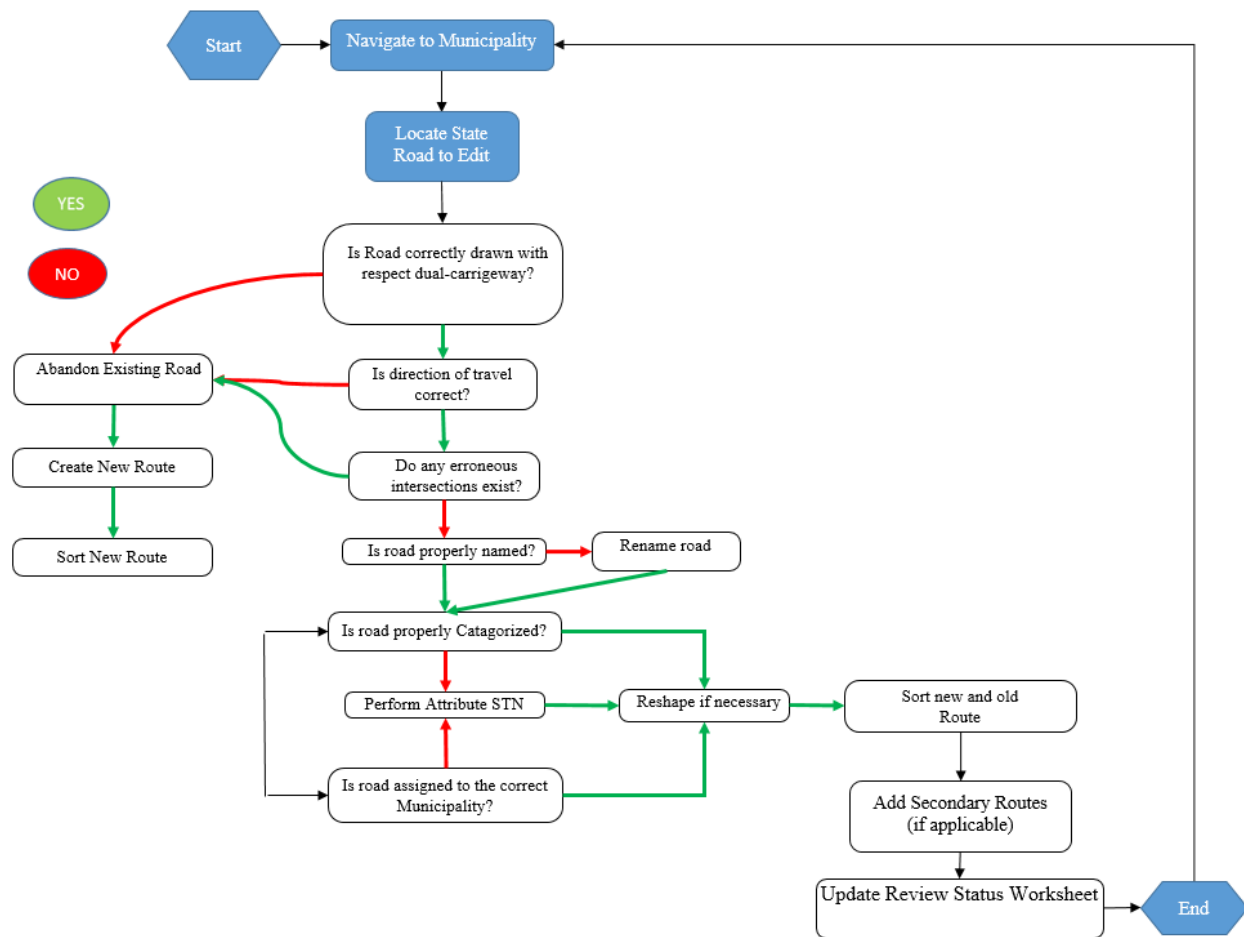 Start
Navigate to Municipality
Locate State
Road to Edit
YES
NO
Is Road correctly drawn with
respect dual-carrigeway?
Abandon Existing Road
Is direction of travel
correct?
Create New Route
Do any erroneous
intersections exist?
Sort New Route
Is road properly named?
Rename road
Is road properly Catagorized?
Perform Attribute STN
Reshape if necessary
Sort new and old
Route
Is road assigned to the correct
Municipality?
Add Secondary Routes
(if applicable)
Update Review Status Worksheet
End